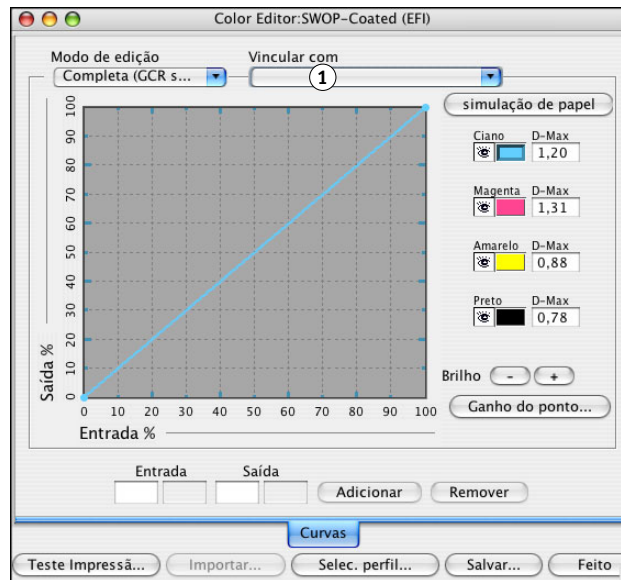 Color Editor:SWOP-Coated (EFI)
Modo de edição
Vincular com
Completa (GCR s...
1
simulação de papel
Ciano D-Max
1,20
Magenta D-Max
1,31
Amarelo D-Max
0,88
Preto D-Max
0,78
Brilho - +
Ganho do ponto...
Saída %
0 10 20 30 40 50 60 70 80 90 100
0 10 20 30 40 50 60 70 80 90 100
Entrada %
Entrada Saída
Adicionar Remover
Curvas
Teste Impressã... Importar... Selec. perfil... Salvar... Feito